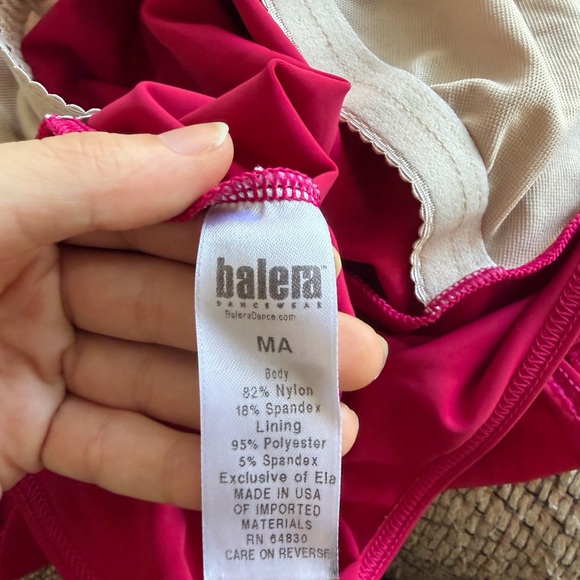 balera™
DANCEWEAR
BaleraDance.com
MA
Body
82% Nylon
18% Spandex
Lining
95% Polyester
5% Spandex
Exclusive of Ela
MADE IN USA
OF IMPORTED
MATERIALS
RN 64830
CARE ON REVERSE